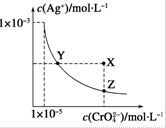 c(Ag⁺)/mol·L⁻¹
1×10⁻³
Y
X
Z
1×10⁻⁵
c(CrO₄²⁻)/mol·L⁻¹